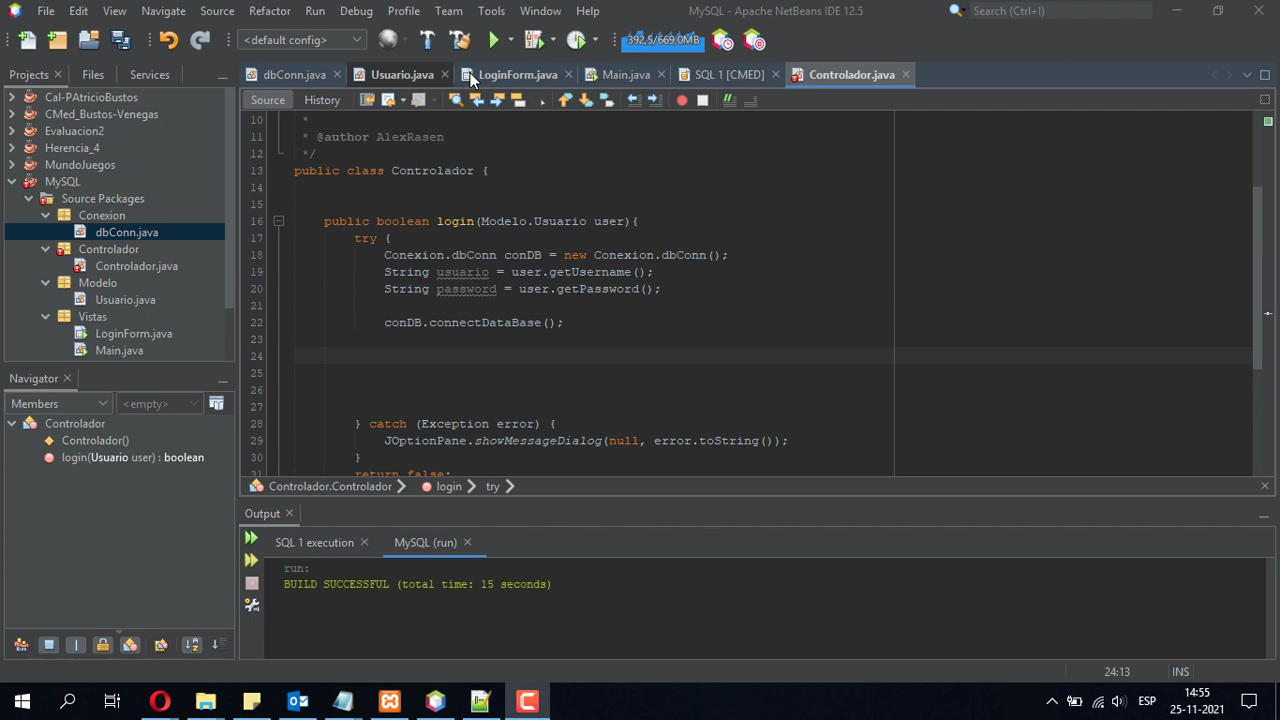 File Edit View Navigate Source Refactor Run Debug Profile Team Tools Window Help MySQL - Apache NetBeans IDE 12.5 Search (Ctrl+I)
<default config> 392,5/669,0MB
Projects Files Services
dbConn.java Usuario.java LoginForm.java Main.java SQL 1 [CMED] Controlador.java
Source History
Cal-PAtricioBustos
CMed_Bustos-Venegas
Evaluacion2
Herencia_4
MundoJuegos
MySQL
Source Packages
Conexion
dbConn.java
Controlador
Controlador.java
Modelo
Usuario.java
Vistas
LoginForm.java
Main.java
10 *
11 * @author AlexRasen
12 */
13 public class Controlador {
14
15
16 public boolean login(Modelo.Usuario user){
17 try {
18 Conexion.dbConn conDB = new Conexion.dbConn();
19 String usuario = user.getUsername();
20 String password = user.getPassword();
21
22 conDB.connectDataBase();
23
24
25
26
27
28 } catch (Exception error) {
29 JOptionPane.showMessageDialog(null, error.toString());
30 }
31 return false;
Controlador.Controlador login try
Navigator
Members <empty>
Controlador
Controlador()
login(Usuario user) : boolean
Output
SQL 1 execution MySQL (run)
run:
BUILD SUCCESSFUL (total time: 15 seconds)
24:13 INS
ESP 4:55
25-11-2021